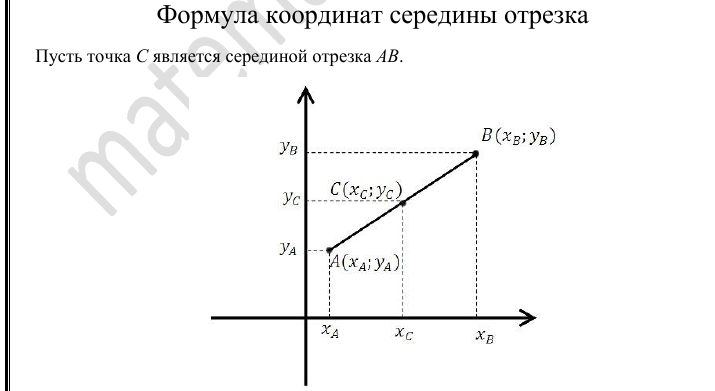 Формула координат середины отрезка
Пусть точка C является серединой отрезка AB.
y_B
B(x_B; y_B)
y_C
C(x_C; y_C)
y_A
A(x_A; y_A)
x_A
x_C
x_B